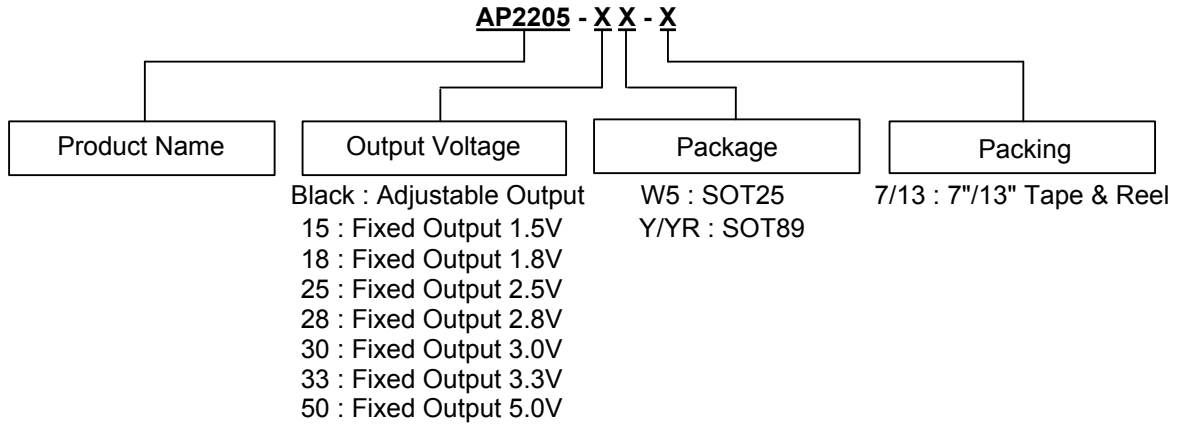 AP2205 - X X - X
Product Name
Output Voltage
Package
Packing
Black : Adjustable Output
15 : Fixed Output 1.5V
18 : Fixed Output 1.8V
25 : Fixed Output 2.5V
28 : Fixed Output 2.8V
30 : Fixed Output 3.0V
33 : Fixed Output 3.3V
50 : Fixed Output 5.0V
W5 : SOT25
Y/YR : SOT89
7/13 : 7"/13" Tape & Reel